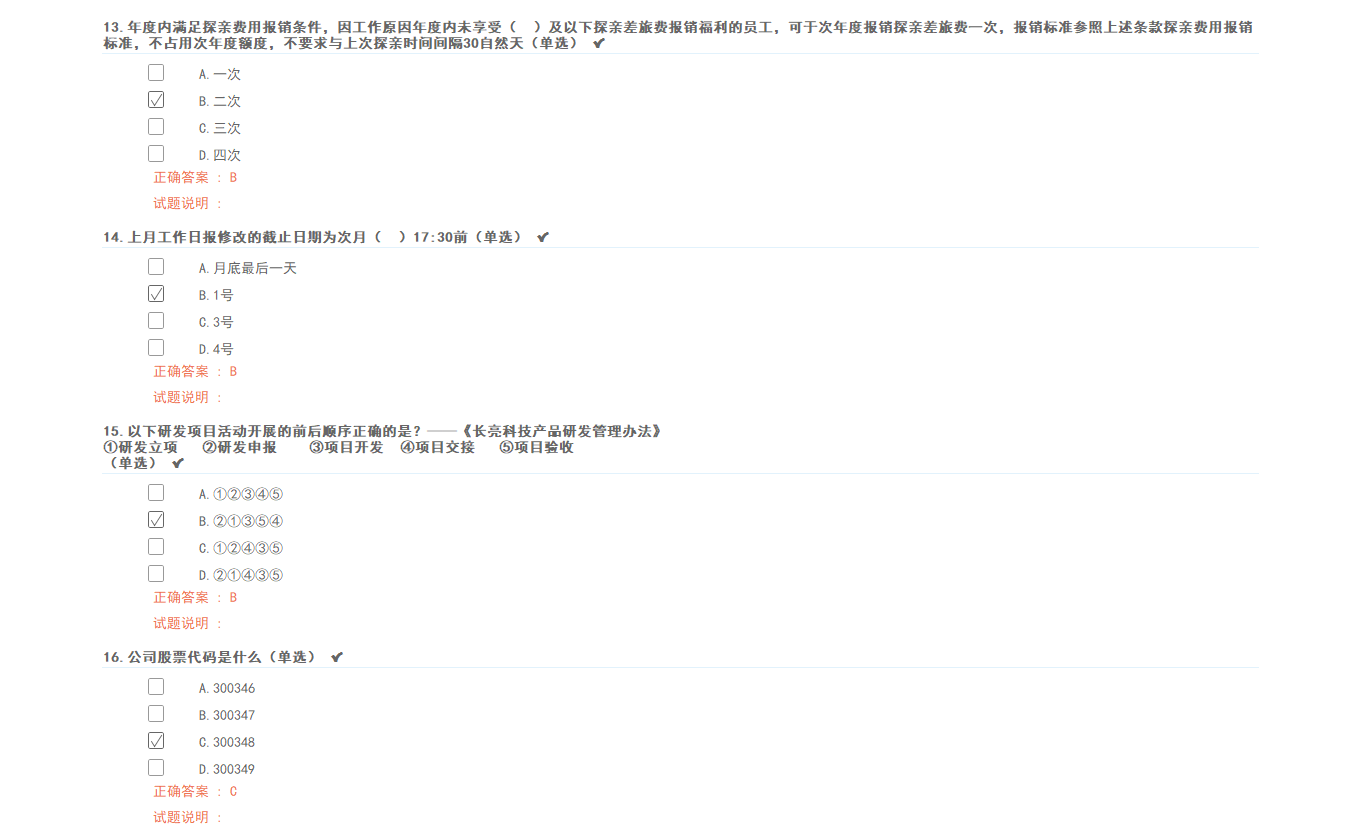 13. 年度内满足探亲费用报销条件，因工作原因年度内未享受（　）及以下探亲差旅费报销福利的员工，可于次年度报销探亲差旅费一次，报销标准参照上述条款探亲费用报销
标准，不占用次年度额度，不要求与上次探亲时间间隔30自然天（单选） ✔
A. 一次
B. 二次
C. 三次
D. 四次
正确答案 : B
试题说明 :
14. 上月工作日报修改的截止日期为次月（　）17:30前（单选） ✔
A. 月底最后一天
B. 1号
C. 3号
D. 4号
正确答案 : B
试题说明 :
15. 以下研发项目活动开展的前后顺序正确的是？——《长亮科技产品研发管理办法》
①研发立项　②研发申报　③项目开发　④项目交接　⑤项目验收
（单选） ✔
A. ①②③④⑤
B. ②①③⑤④
C. ①②④③⑤
D. ②①④③⑤
正确答案 : B
试题说明 :
16. 公司股票代码是什么（单选） ✔
A. 300346
B. 300347
C. 300348
D. 300349
正确答案 : C
试题说明 :